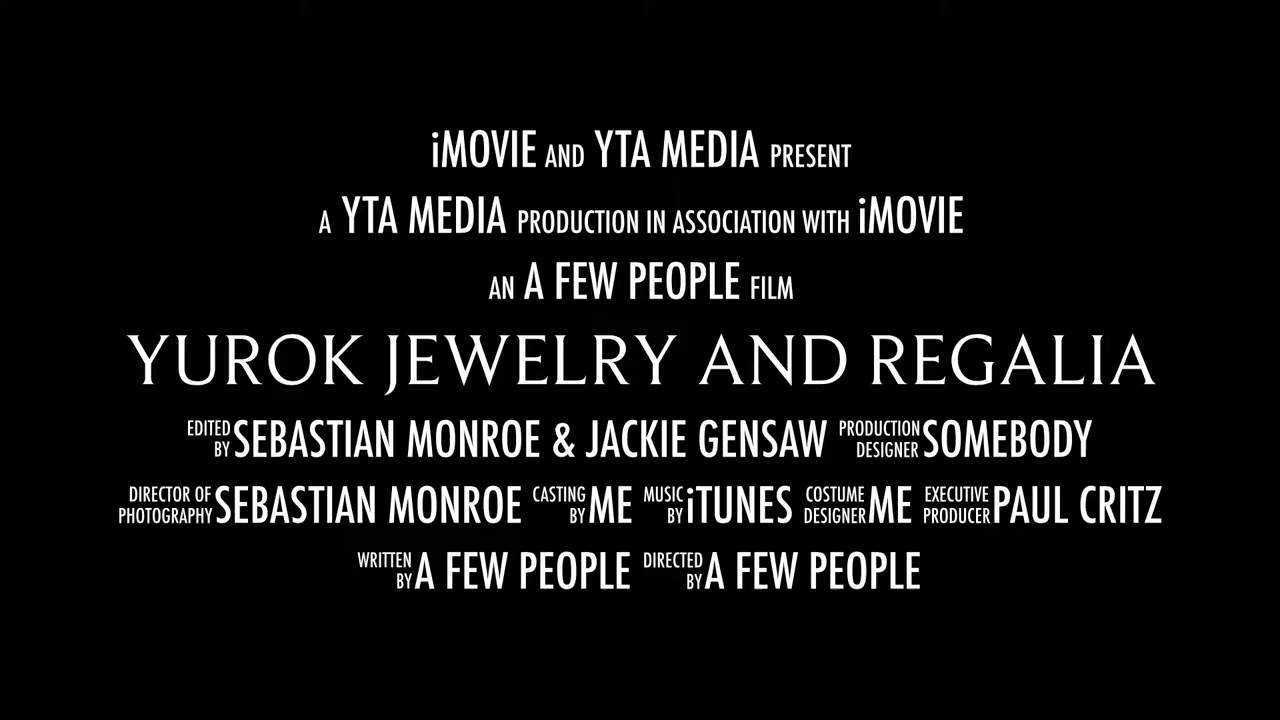 iMOVIE AND YTA MEDIA PRESENT
A YTA MEDIA PRODUCTION IN ASSOCIATION WITH iMOVIE
AN A FEW PEOPLE FILM
YUROK JEWELRY AND REGALIA
EDITED BY SEBASTIAN MONROE & JACKIE GENSAW PRODUCTION DESIGNER SOMEBODY
DIRECTOR OF PHOTOGRAPHY SEBASTIAN MONROE CASTING BY ME MUSIC BY iTUNES COSTUME DESIGNER ME EXECUTIVE PRODUCER PAUL CRITZ
WRITTEN BY A FEW PEOPLE DIRECTED BY A FEW PEOPLE